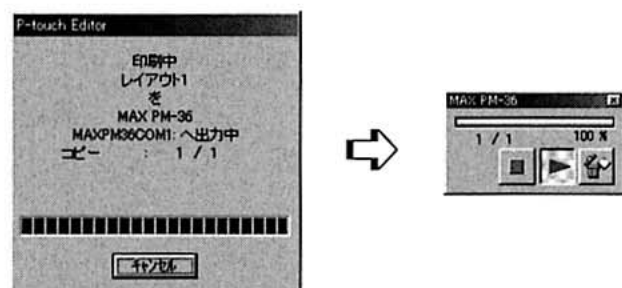 P-touch Editor
印刷中
レイアウト1
を
MAX PM-36
MAXPM36COM1: へ出力中
コピー : 1 / 1
キャンセル
MAX PM-36
1 / 1 100 %